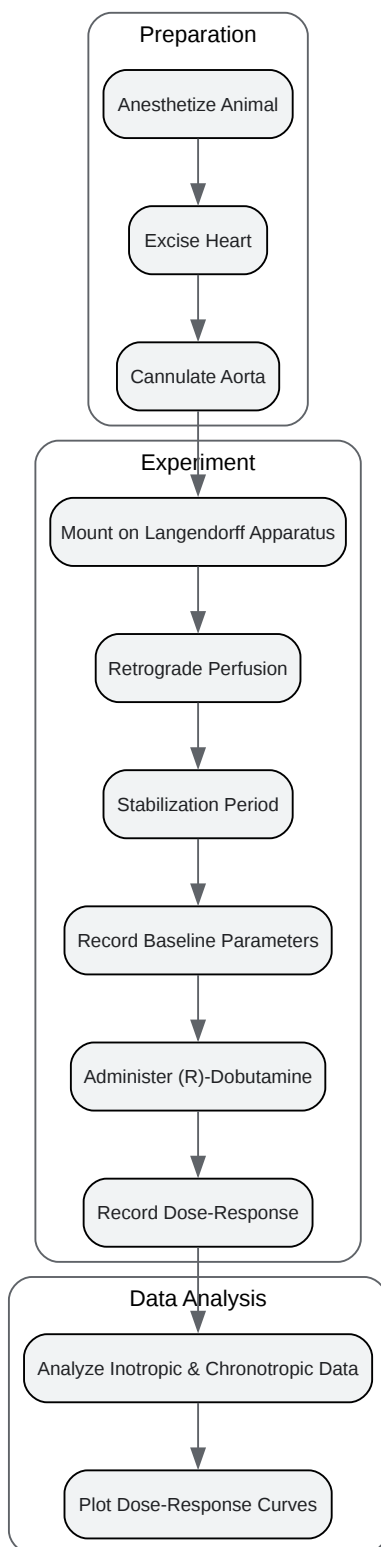 Preparation
Anesthetize Animal
Excise Heart
Cannulate Aorta
Experiment
Mount on Langendorff Apparatus
Retrograde Perfusion
Stabilization Period
Record Baseline Parameters
Administer (R)-Dobutamine
Record Dose-Response
Data Analysis
Analyze Inotropic & Chronotropic Data
Plot Dose-Response Curves